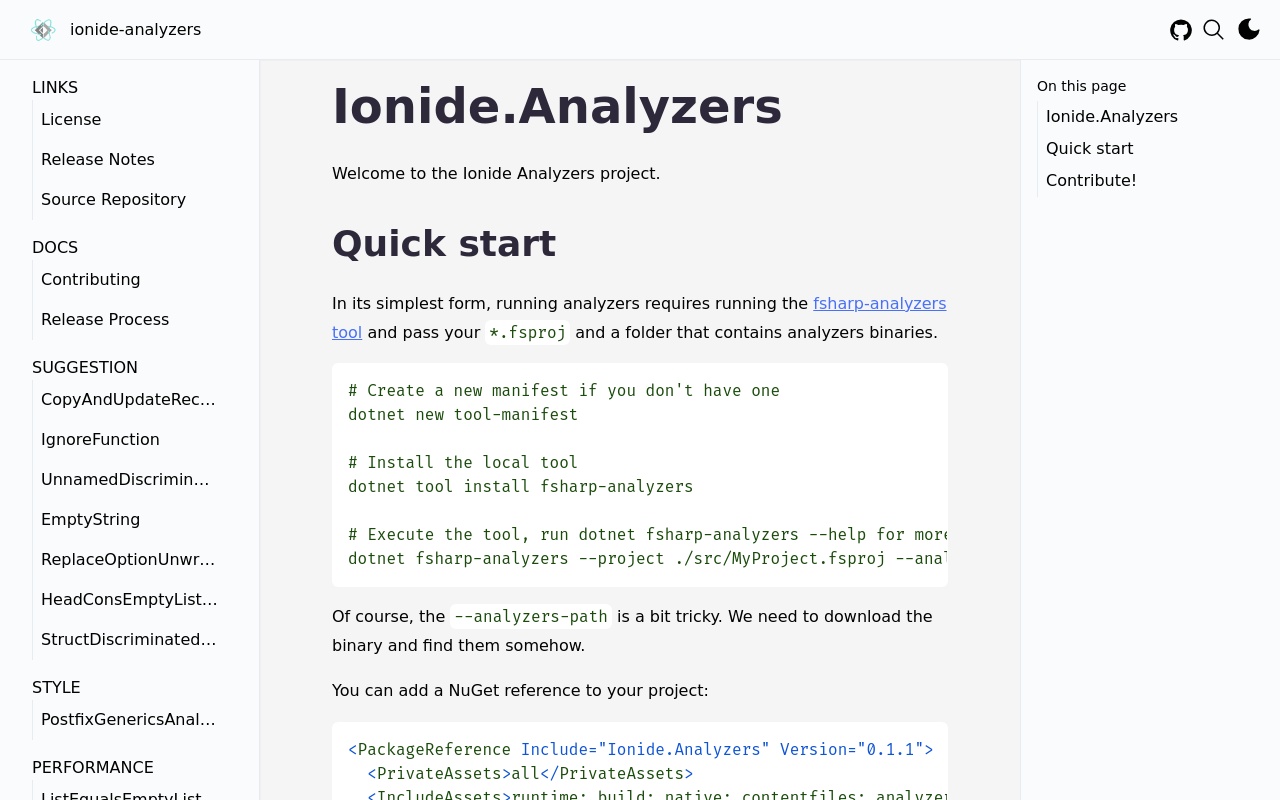 ionide-analyzers
LINKS
License
Release Notes
Source Repository
DOCS
Contributing
Release Process
SUGGESTION
CopyAndUpdateRec...
IgnoreFunction
UnnamedDiscrimin...
EmptyString
ReplaceOptionUnwr...
HeadConsEmptyList...
StructDiscriminated...
STYLE
PostfixGenericsAnal...
PERFORMANCE
ListEqualsEmptyList
Ionide.Analyzers
Welcome to the Ionide Analyzers project.
Quick start
In its simplest form, running analyzers requires running the fsharp-analyzers
tool and pass your *.fsproj and a folder that contains analyzers binaries.
# Create a new manifest if you don't have one
dotnet new tool-manifest
# Install the local tool
dotnet tool install fsharp-analyzers
# Execute the tool, run dotnet fsharp-analyzers --help for more
dotnet fsharp-analyzers --project ./src/MyProject.fsproj --anal
Of course, the --analyzers-path is a bit tricky. We need to download the
binary and find them somehow.
You can add a NuGet reference to your project:
<PackageReference Include="Ionide.Analyzers" Version="0.1.1">
<PrivateAssets>all</PrivateAssets>
<IncludeAssets>runtime; build; native; contentfiles; analyzer
On this page
Ionide.Analyzers
Quick start
Contribute!